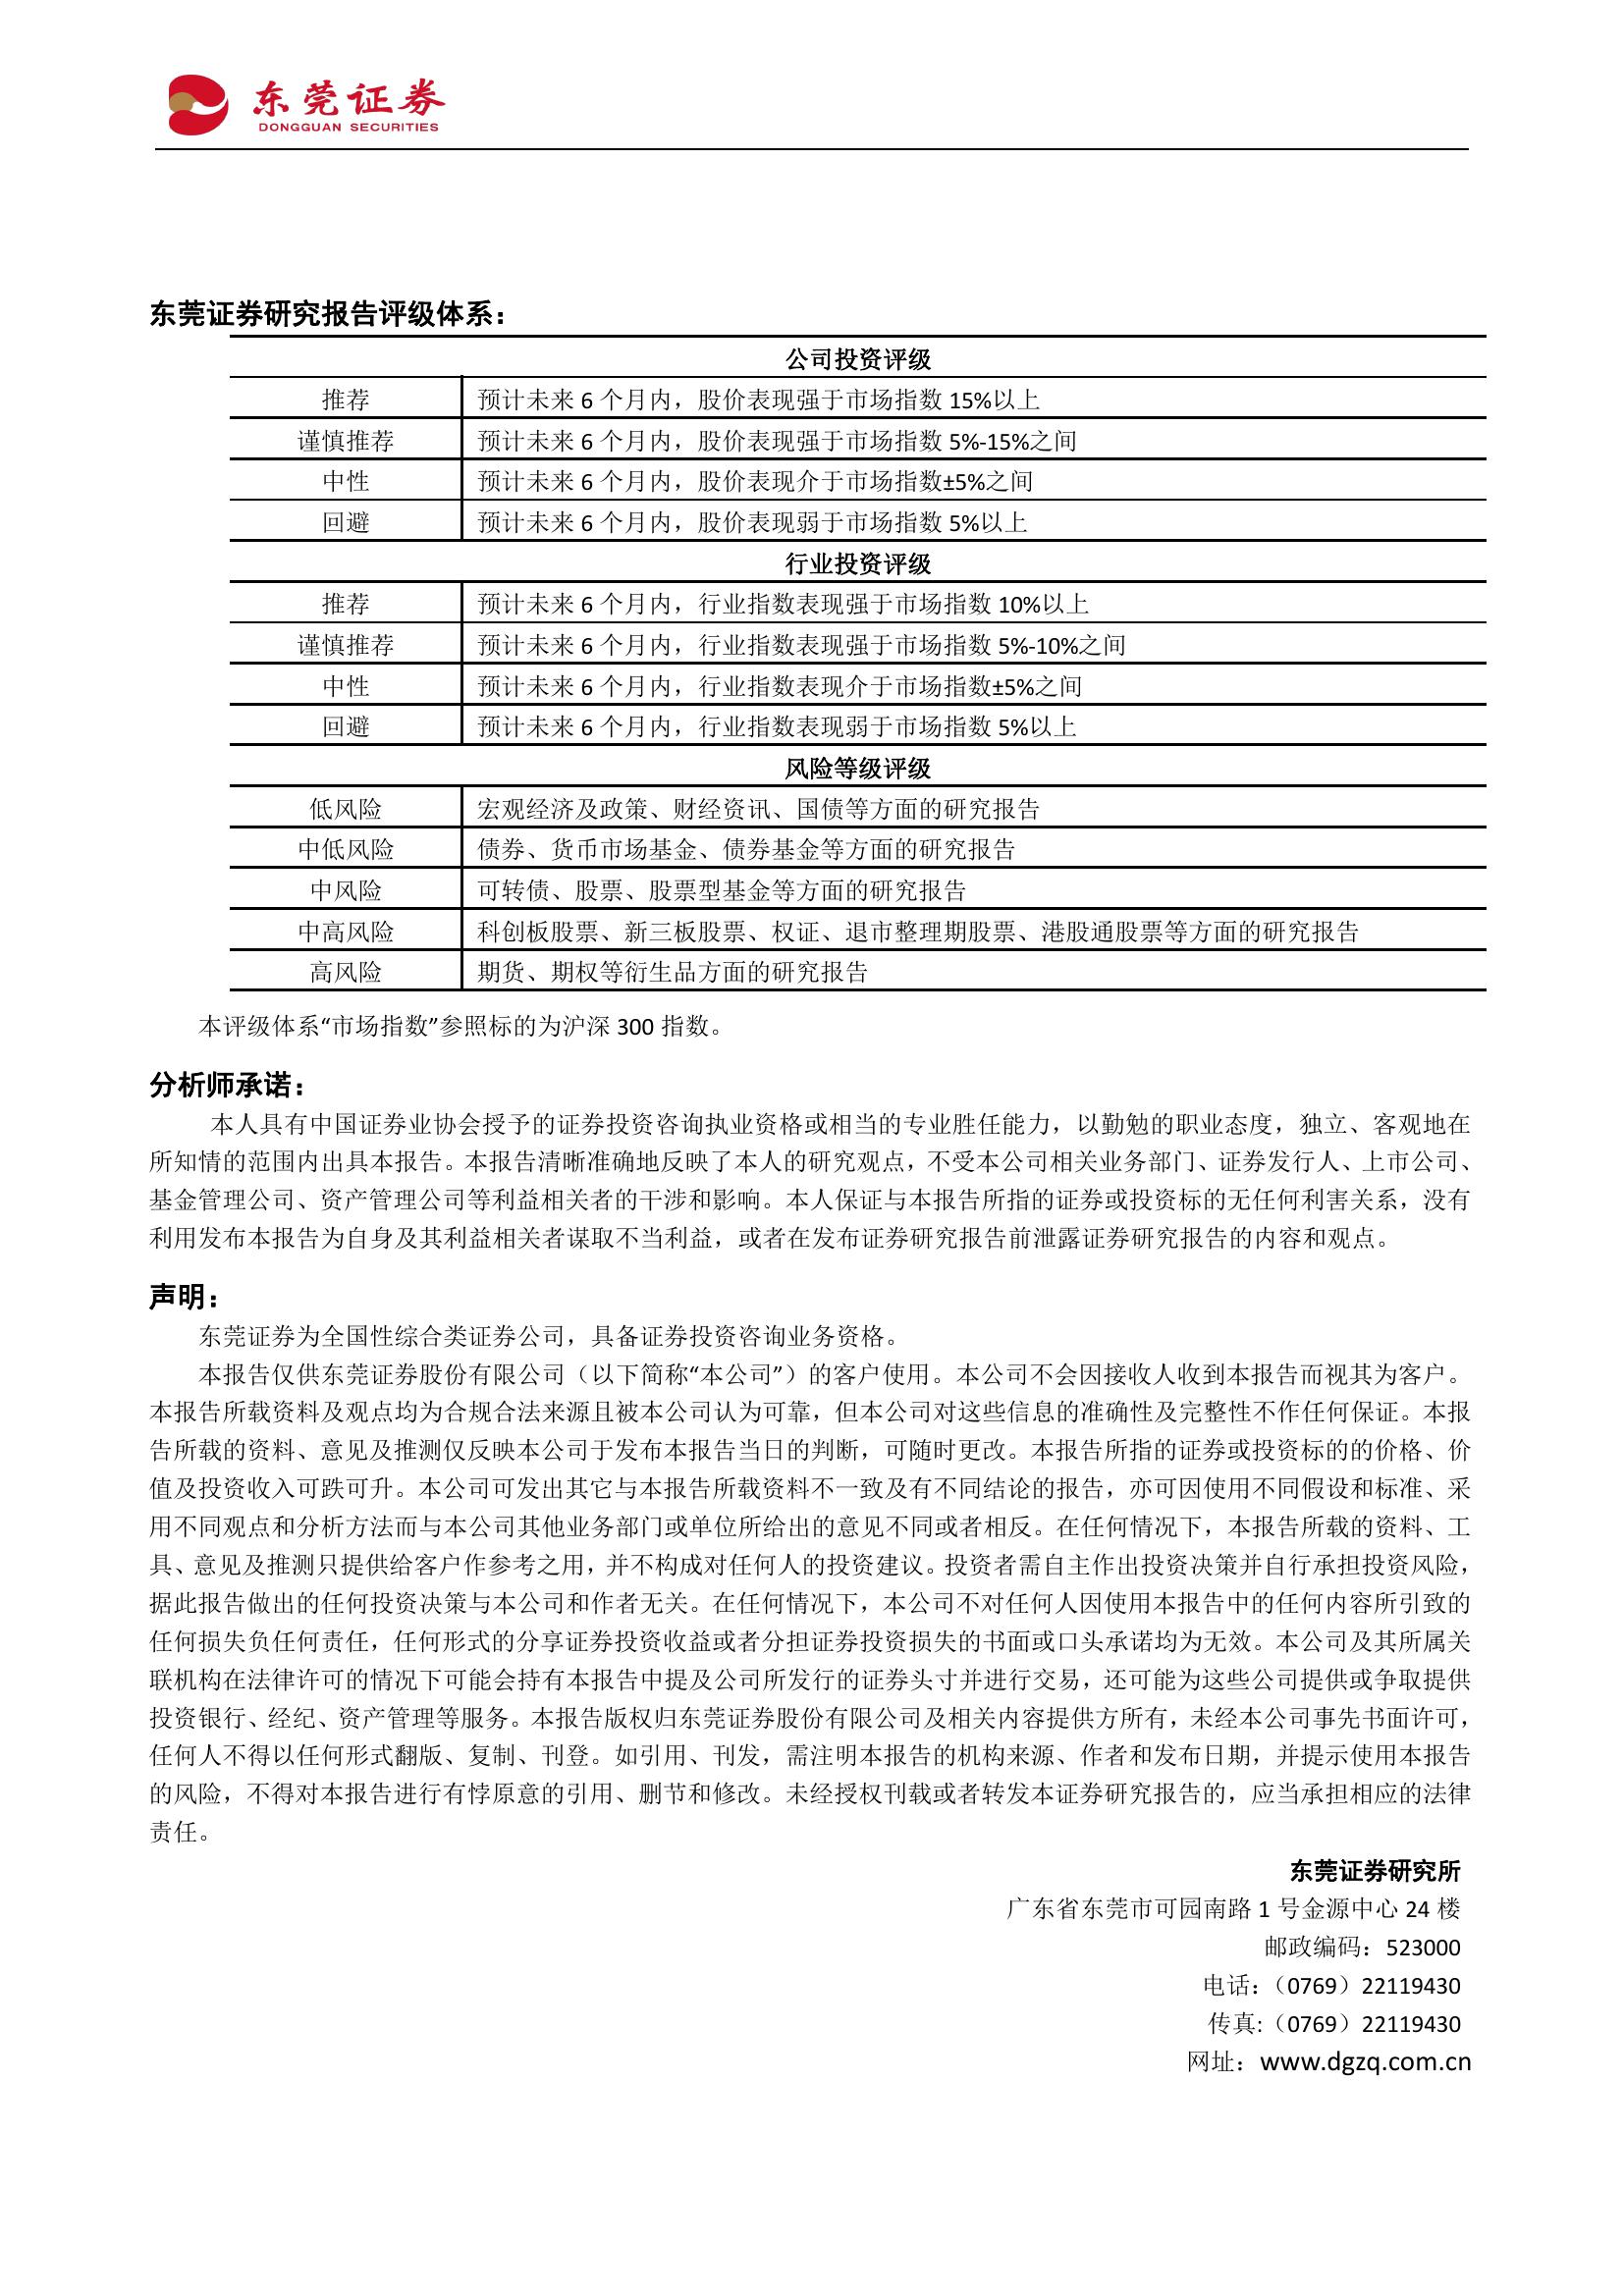 东莞证券
DONGGUAN SECURITIES
东莞证券研究报告评级体系：
公司投资评级
推荐 预计未来 6 个月内，股价表现强于市场指数 15%以上
谨慎推荐 预计未来 6 个月内，股价表现强于市场指数 5%-15%之间
中性 预计未来 6 个月内，股价表现介于市场指数±5%之间
回避 预计未来 6 个月内，股价表现弱于市场指数 5%以上
行业投资评级
推荐 预计未来 6 个月内，行业指数表现强于市场指数 10%以上
谨慎推荐 预计未来 6 个月内，行业指数表现强于市场指数 5%-10%之间
中性 预计未来 6 个月内，行业指数表现介于市场指数±5%之间
回避 预计未来 6 个月内，行业指数表现弱于市场指数 5%以上
风险等级评级
低风险 宏观经济及政策、财经资讯、国债等方面的研究报告
中低风险 债券、货币市场基金、债券基金等方面的研究报告
中风险 可转债、股票、股票型基金等方面的研究报告
中高风险 科创板股票、新三板股票、权证、退市整理期股票、港股通股票等方面的研究报告
高风险 期货、期权等衍生品方面的研究报告
本评级体系“市场指数”参照标的为沪深 300 指数。
分析师承诺：
本人具有中国证券业协会授予的证券投资咨询执业资格或相当的专业胜任能力，以勤勉的职业态度，独立、客观地在
所知情的范围内出具本报告。本报告清晰准确地反映了本人的研究观点，不受本公司相关业务部门、证券发行人、上市公司、
基金管理公司、资产管理公司等利益相关者的干涉和影响。本人保证与本报告所指的证券或投资标的无任何利害关系，没有
利用发布本报告为自身及其利益相关者谋取不当利益，或者在发布证券研究报告前泄露证券研究报告的内容和观点。
声明：
东莞证券为全国性综合类证券公司，具备证券投资咨询业务资格。
本报告仅供东莞证券股份有限公司（以下简称“本公司”）的客户使用。本公司不会因接收人收到本报告而视其为客户。
本报告所载资料及观点均为合规合法来源且被本公司认为可靠，但本公司对这些信息的准确性及完整性不作任何保证。本报
告所载的资料、意见及推测仅反映本公司于发布本报告当日的判断，可随时更改。本报告所指的证券或投资标的的价格、价
值及投资收入可跌可升。本公司可发出其它与本报告所载资料不一致及有不同结论的报告，亦可因使用不同假设和标准、采
用不同观点和分析方法而与本公司其他业务部门或单位所给出的意见不同或者相反。在任何情况下，本报告所载的资料、工
具、意见及推测只提供给客户作参考之用，并不构成对任何人的投资建议。投资者需自主作出投资决策并自行承担投资风险，
据此报告做出的任何投资决策与本公司和作者无关。在任何情况下，本公司不对任何人因使用本报告中的任何内容所引致的
任何损失负任何责任，任何形式的分享证券投资收益或者分担证券投资损失的书面或口头承诺均为无效。本公司及其所属关
联机构在法律许可的情况下可能会持有本报告中提及公司所发行的证券头寸并进行交易，还可能为这些公司提供或争取提供
投资银行、经纪、资产管理等服务。本报告版权归东莞证券股份有限公司及相关内容提供方所有，未经本公司事先书面许可，
任何人不得以任何形式翻版、复制、刊登。如引用、刊发，需注明本报告的机构来源、作者和发布日期，并提示使用本报告
的风险，不得对本报告进行有悖原意的引用、删节和修改。未经授权刊载或者转发本证券研究报告的，应当承担相应的法律
责任。
东莞证券研究所
广东省东莞市可园南路 1 号金源中心 24 楼
邮政编码：523000
电话：（0769）22119430
传真:（0769）22119430
网址：www.dgzq.com.cn